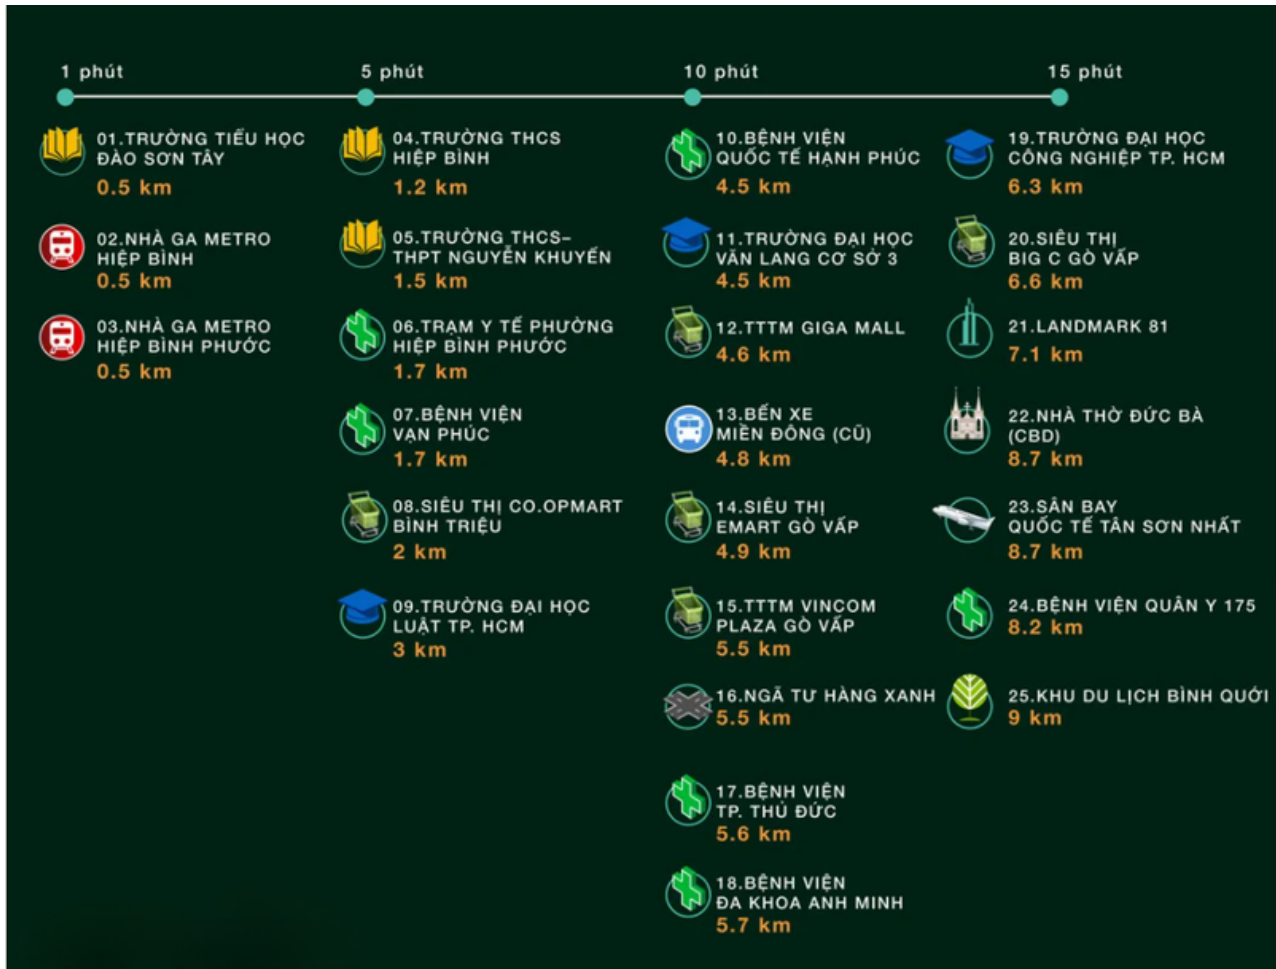 1 phút
5 phút
10 phút
15 phút
01.TRƯỜNG TIỂU HỌC
ĐÀO SƠN TÂY
0.5 km
02.NHÀ GA METRO
HIỆP BÌNH
0.5 km
03.NHÀ GA METRO
HIỆP BÌNH PHƯỚC
0.5 km
04.TRƯỜNG THCS
HIỆP BÌNH
1.2 km
05.TRƯỜNG THCS–
THPT NGUYỄN KHUYẾN
1.5 km
06.TRẠM Y TẾ PHƯỜNG
HIỆP BÌNH PHƯỚC
1.7 km
07.BỆNH VIỆN
VẠN PHÚC
1.7 km
08.SIÊU THỊ CO.OPMART
BÌNH TRIỆU
2 km
09.TRƯỜNG ĐẠI HỌC
LUẬT TP. HCM
3 km
10.BỆNH VIỆN
QUỐC TẾ HẠNH PHÚC
4.5 km
11.TRƯỜNG ĐẠI HỌC
VĂN LANG CƠ SỞ 3
4.5 km
12.TTTM GIGA MALL
4.6 km
13.BẾN XE
MIỀN ĐÔNG (CŨ)
4.8 km
14.SIÊU THỊ
EMART GÒ VẤP
4.9 km
15.TTTM VINCOM
PLAZA GÒ VẤP
5.5 km
16.NGÃ TƯ HÀNG XANH
5.5 km
17.BỆNH VIỆN
TP. THỦ ĐỨC
5.6 km
18.BỆNH VIỆN
ĐA KHOA ANH MINH
5.7 km
19.TRƯỜNG ĐẠI HỌC
CÔNG NGHIỆP TP. HCM
6.3 km
20.SIÊU THỊ
BIG C GÒ VẤP
6.6 km
21.LANDMARK 81
7.1 km
22.NHÀ THỜ ĐỨC BÀ
(CBD)
8.7 km
23.SÂN BAY
QUỐC TẾ TÂN SƠN NHẤT
8.7 km
24.BỆNH VIỆN QUÂN Y 175
8.2 km
25.KHU DU LỊCH BÌNH QUỚI
9 km